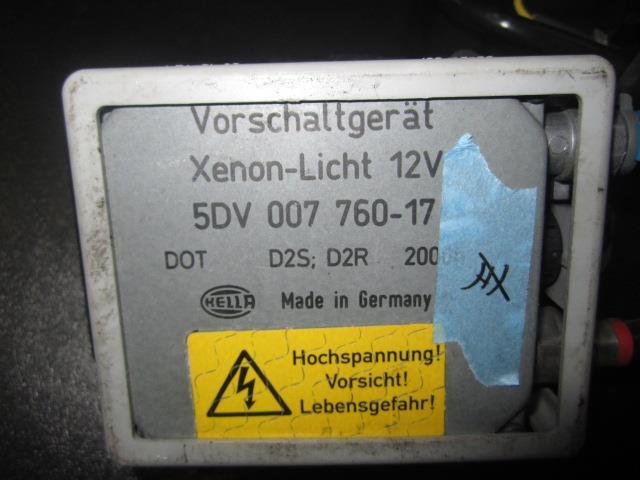 Vorschaltgerät
Xenon-Licht 12V
5DV 007 760-17
DOT D2S; D2R
HELLA Made in Germany
Hochspannung!
Vorsicht!
Lebensgefahr!